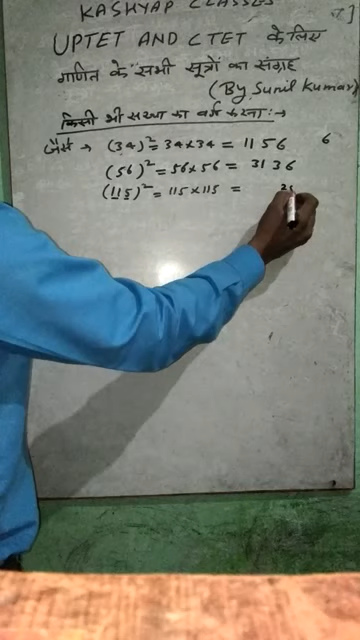 KASHYAP CLASSES
UPTET AND CTET के लिए
गणित के सभी सूत्रों का संग्रह
(By Sunil Kumar)
किसी भी संख्या का वर्ग करना :→
जैसे → (34)² = 34×34 = 1156 6
(56)² = 56×56 = 3136
(115)² = 115×115 =